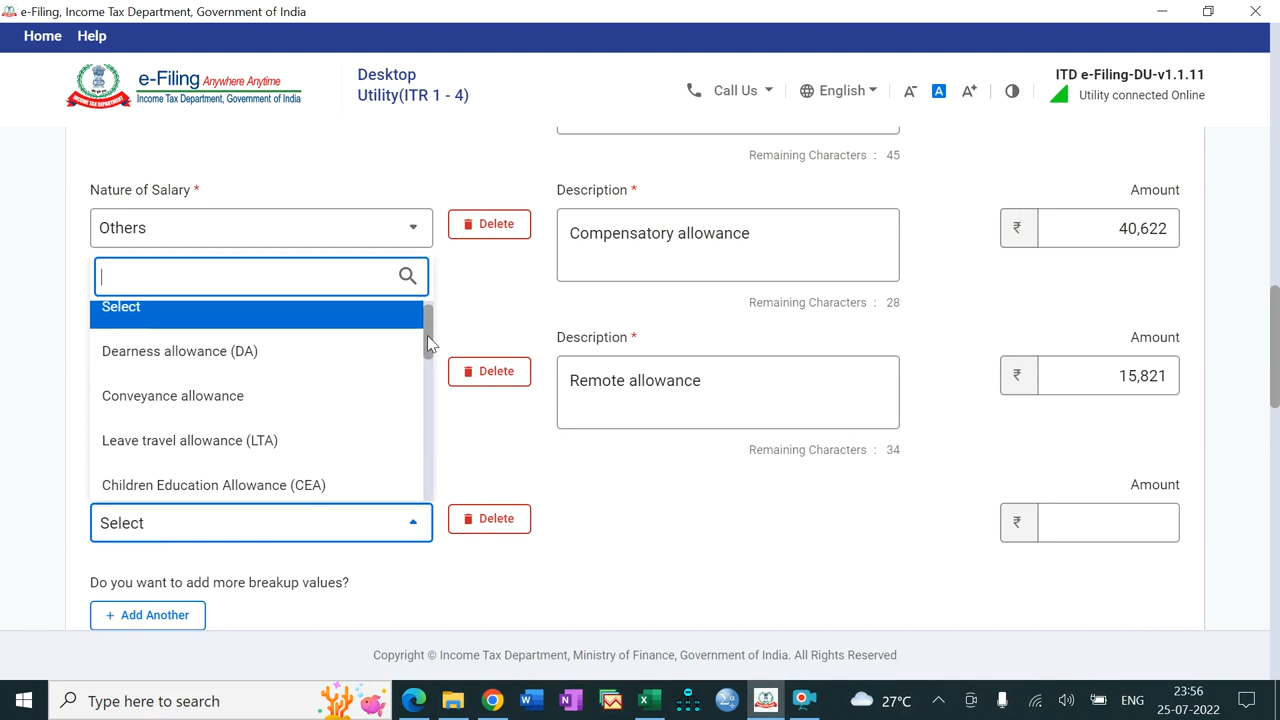 e-Filing, Income Tax Department, Government of India
Home Help
e-Filing Anywhere Anytime
Income Tax Department, Government of India
Desktop
Utility(ITR 1 - 4)
Call Us
English
A-
A
A+
ITD e-Filing-DU-v1.1.11
Utility connected Online
Remaining Characters : 45
Nature of Salary *
Description *
Amount
Others
Delete
Compensatory allowance
₹ 40,622
Remaining Characters : 28
Select
Dearness allowance (DA)
Conveyance allowance
Leave travel allowance (LTA)
Children Education Allowance (CEA)
Description *
Amount
Delete
Remote allowance
₹ 15,821
Remaining Characters : 34
Amount
Select
Delete
₹
Do you want to add more breakup values?
+ Add Another
Copyright © Income Tax Department, Ministry of Finance, Government of India. All Rights Reserved
Type here to search
27°C
ENG
23:56
25-07-2022